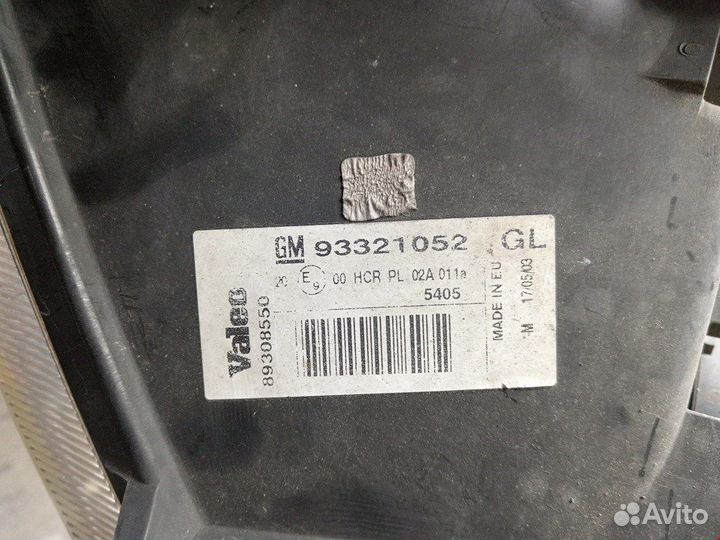 GM 93321052 GL
E9 00 HCR PL 02A 011a
5405
Valeo
89308550
MADE IN EU
17/05/03
Avito